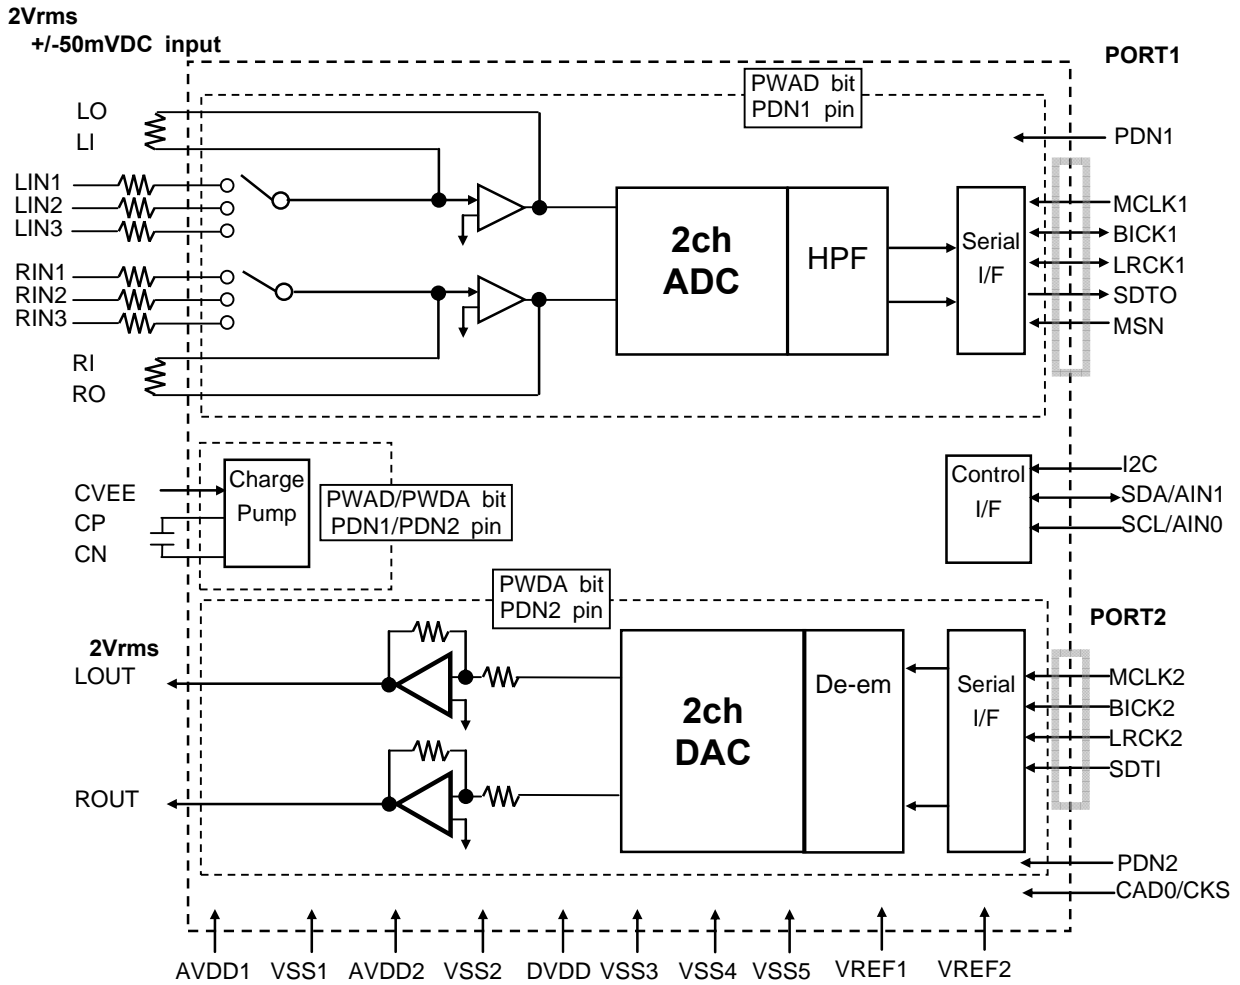 2Vrms
+/-50mVDC input
PORT1
PWAD bit
PDN1 pin
LO
LI
PDN1
LIN1
LIN2
LIN3
RIN1
RIN2
RIN3
RI
RO
2ch
ADC
HPF
Serial
I/F
MCLK1
BICK1
LRCK1
SDTO
MSN
CVEE
CP
CN
Charge
Pump
PWAD/PWDA bit
PDN1/PDN2 pin
Control
I/F
I2C
SDA/AIN1
SCL/AIN0
PWDA bit
PDN2 pin
PORT2
2Vrms
LOUT
ROUT
2ch
DAC
De-em
Serial
I/F
MCLK2
BICK2
LRCK2
SDTI
PDN2
CAD0/CKS
AVDD1
VSS1
AVDD2
VSS2
DVDD
VSS3
VSS4
VSS5
VREF1
VREF2